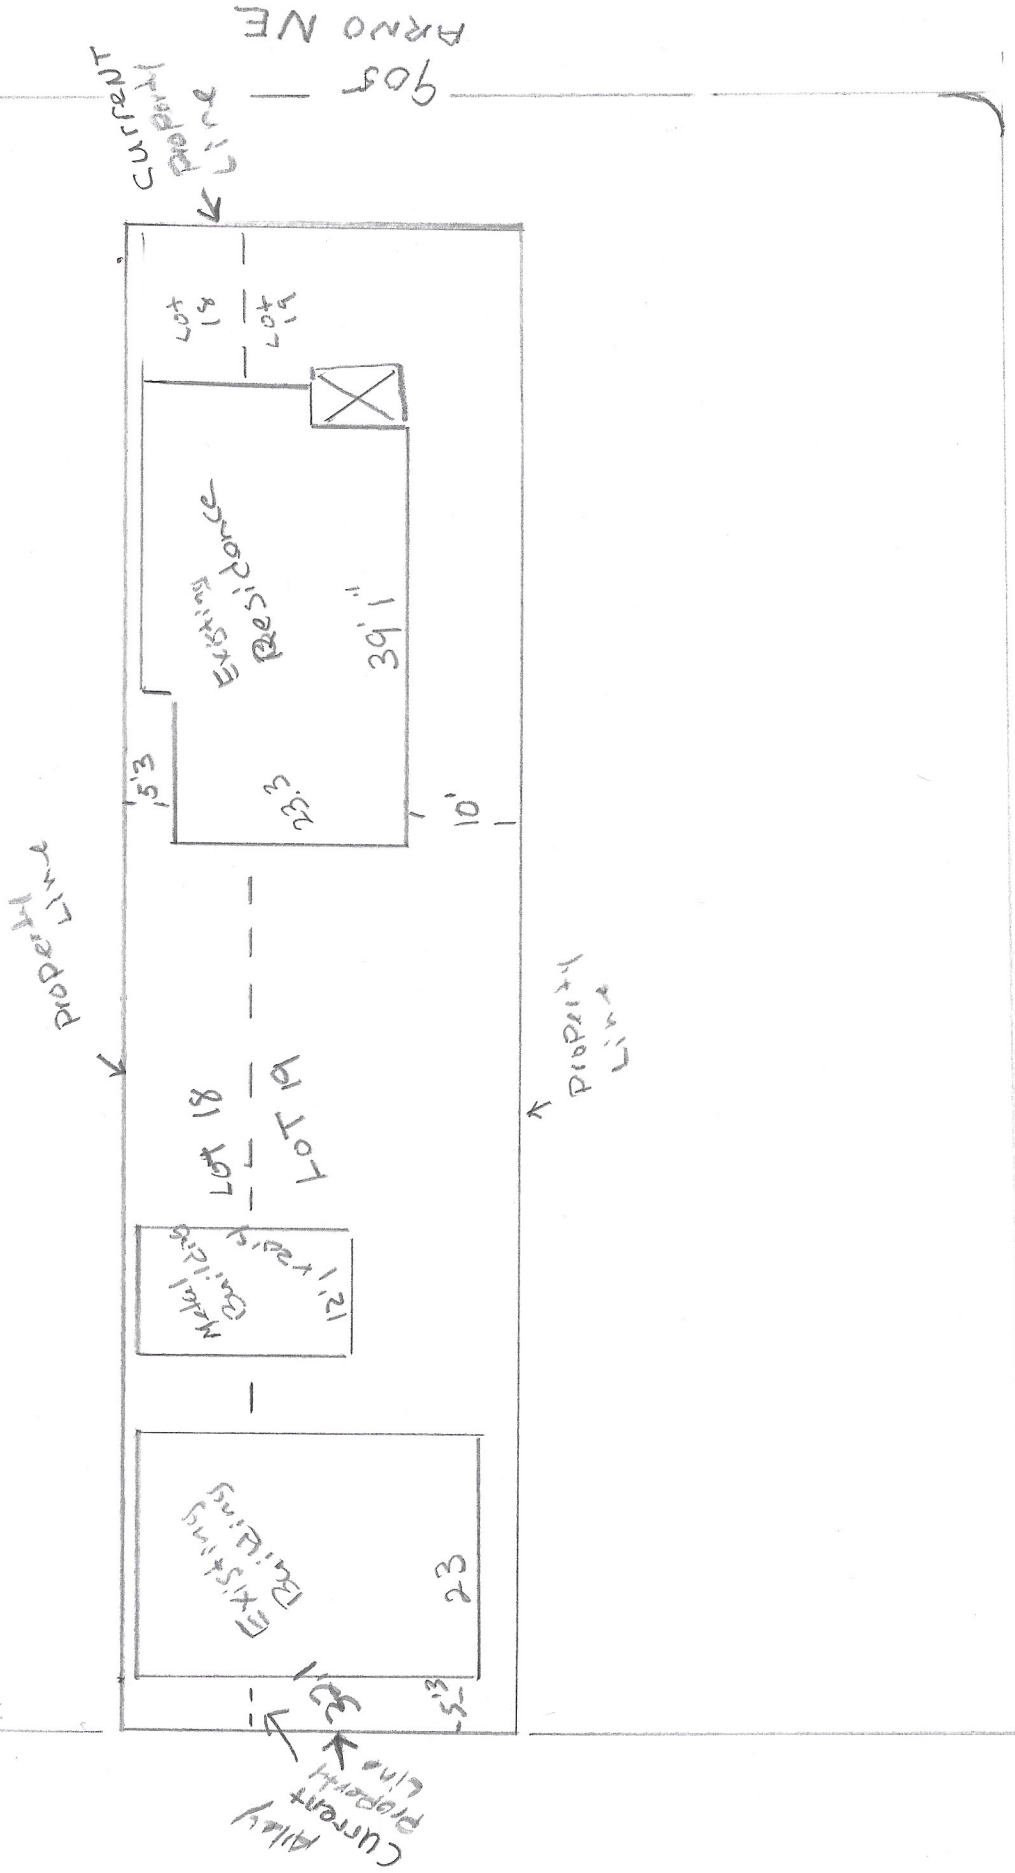 905
ARNO NE
CURRENT
Property
Line
Lot
18
Lot
19
Existing
Residence
39'1"
23.3
5'3
10'
Property
Line
Property
Line
LOT 18
LOT 19
Metal
Building
Existing
Building
23
32'1
5'3
Alley
Current
Property
Line